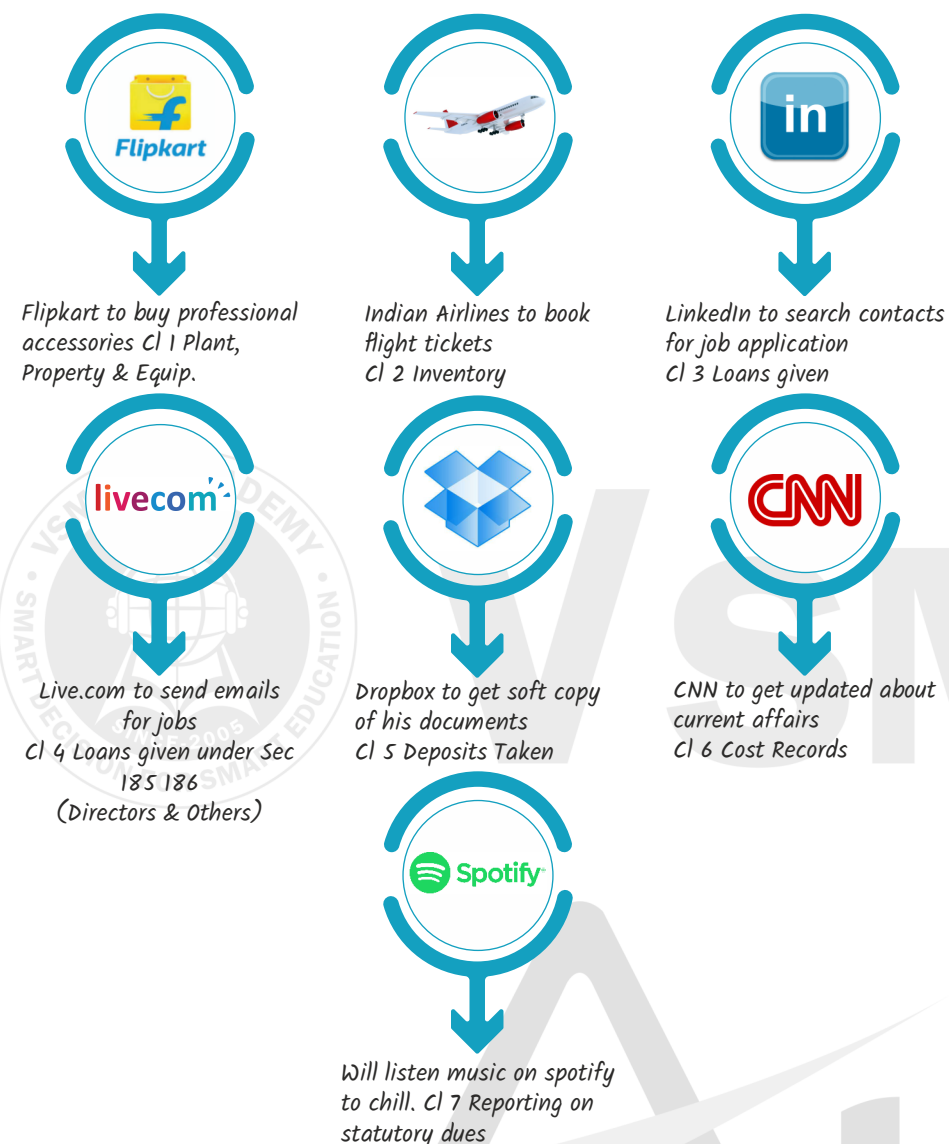 Flipkart
in
Flipkart to buy professional
accessories Cl 1 Plant,
Property & Equip.
Indian Airlines to book
flight tickets
Cl 2 Inventory
LinkedIn to search contacts
for job application
Cl 3 Loans given
livecom
CNN
Live.com to send emails
for jobs
Cl 4 Loans given under Sec
185 186
(Directors & Others)
Dropbox to get soft copy
of his documents
Cl 5 Deposits Taken
CNN to get updated about
current affairs
Cl 6 Cost Records
Spotify
Will listen music on spotify
to chill. Cl 7 Reporting on
statutory dues
SINCE 2005
VSM